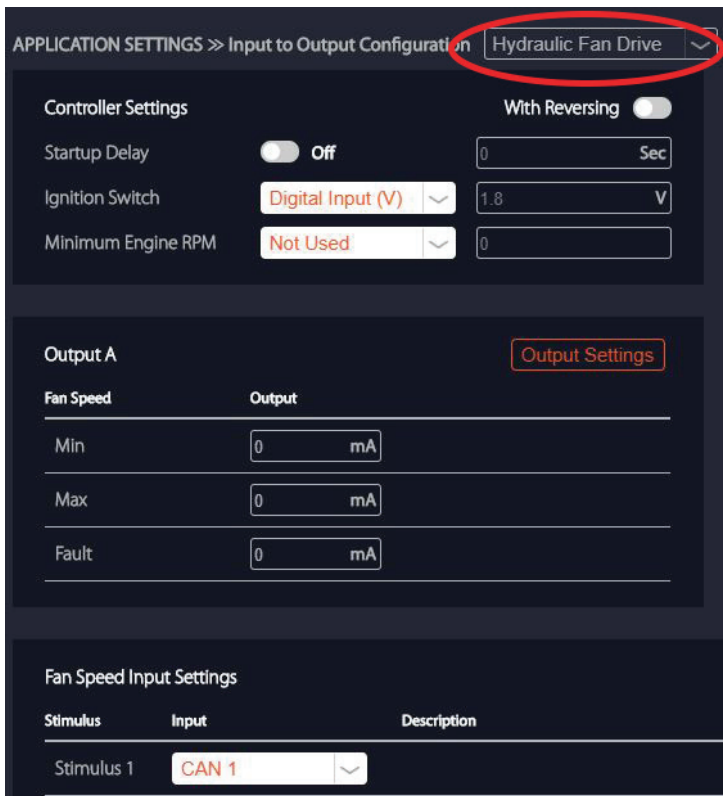 APPLICATION SETTINGS >> Input to Output Configuration Hydraulic Fan Drive
Controller Settings With Reversing
Startup Delay Off 0 Sec
Ignition Switch Digital Input (V) 1.8 V
Minimum Engine RPM Not Used 0
Output A Output Settings
Fan Speed Output
Min 0 mA
Max 0 mA
Fault 0 mA
Fan Speed Input Settings
Stimulus Input Description
Stimulus 1 CAN 1